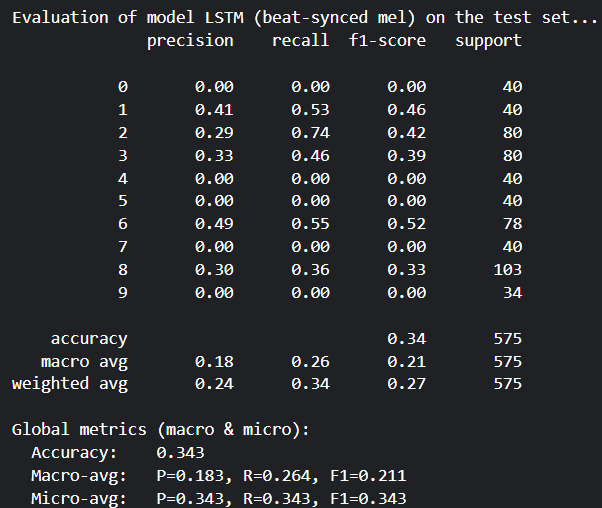 Evaluation of model LSTM (beat-synced mel) on the test set...
precision recall f1-score support
0 0.00 0.00 0.00 40
1 0.41 0.53 0.46 40
2 0.29 0.74 0.42 80
3 0.33 0.46 0.39 80
4 0.00 0.00 0.00 40
5 0.00 0.00 0.00 40
6 0.49 0.55 0.52 78
7 0.00 0.00 0.00 40
8 0.30 0.36 0.33 103
9 0.00 0.00 0.00 34
accuracy 0.34 575
macro avg 0.18 0.26 0.21 575
weighted avg 0.24 0.34 0.27 575
Global metrics (macro & micro):
Accuracy: 0.343
Macro-avg: P=0.183, R=0.264, F1=0.211
Micro-avg: P=0.343, R=0.343, F1=0.343